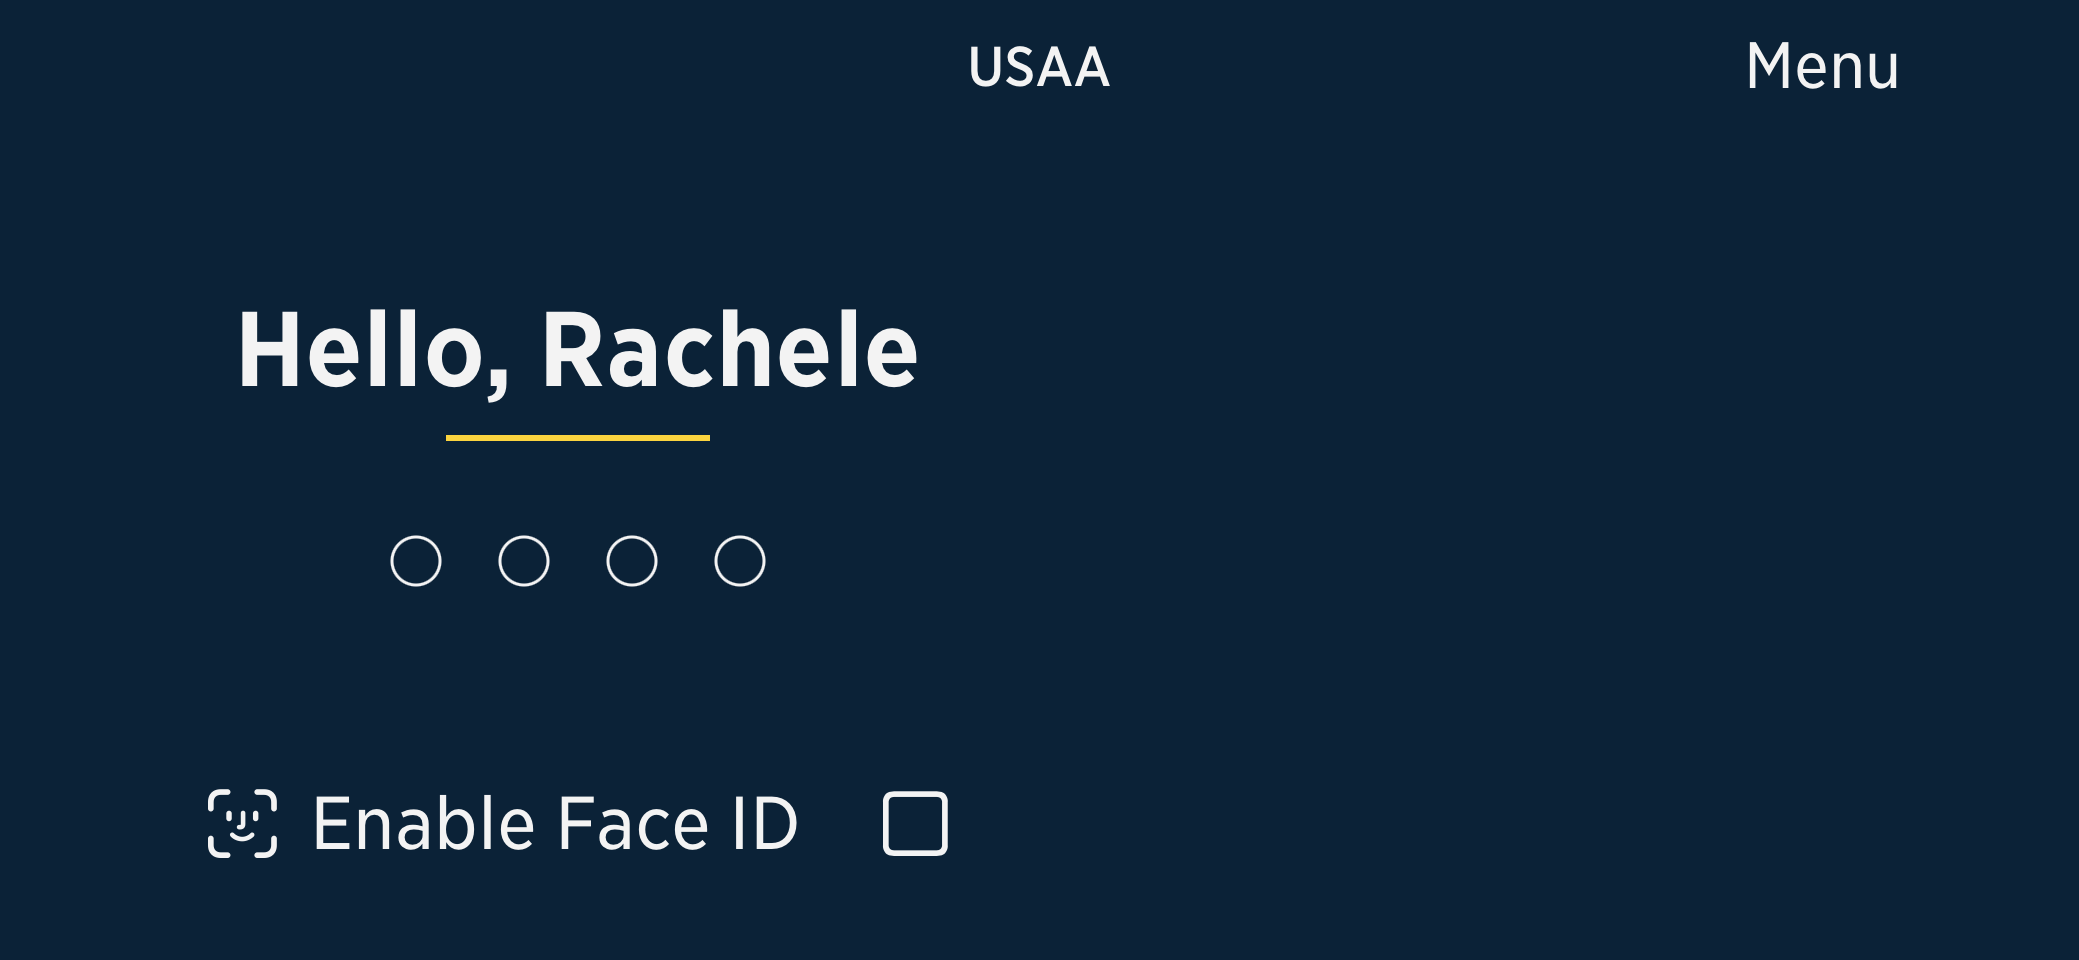 USAA
Menu
Hello, Rachele
Enable Face ID